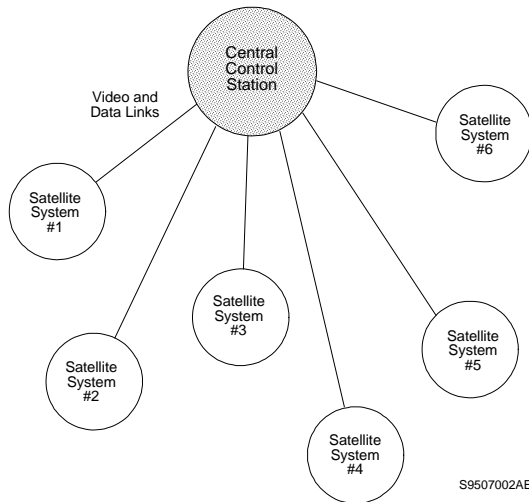 Central
Control
Station
Video and
Data Links
Satellite
System
#6
Satellite
System
#1
Satellite
System
#3
Satellite
System
#5
Satellite
System
#2
Satellite
System
#4
S9507002AE